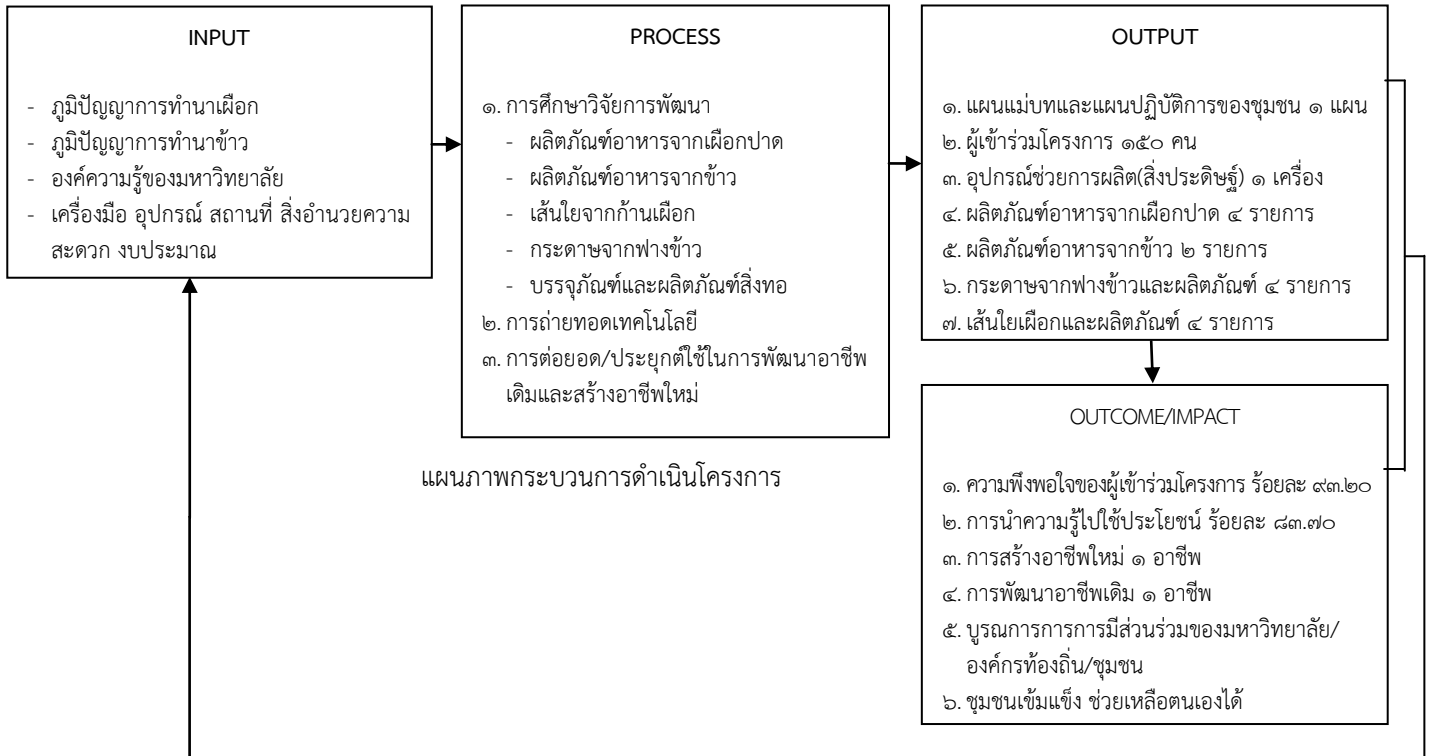 INPUT
- ภูมิปัญญาการทำนาเผือก
- ภูมิปัญญาการทำนาข้าว
- องค์ความรู้ของมหาวิทยาลัย
- เครื่องมือ อุปกรณ์ สถานที่ สิ่งอำนวยความ
สะดวก งบประมาณ
PROCESS
๑. การศึกษาวิจัยการพัฒนา
- ผลิตภัณฑ์อาหารจากเผือกปาด
- ผลิตภัณฑ์อาหารจากข้าว
- เส้นใยจากก้านเผือก
- กระดาษจากฟางข้าว
- บรรจุภัณฑ์และผลิตภัณฑ์สิ่งทอ
๒. การถ่ายทอดเทคโนโลยี
๓. การต่อยอด/ประยุกต์ใช้ในการพัฒนาอาชีพ
เดิมและสร้างอาชีพใหม่
OUTPUT
๑. แผนแม่บทและแผนปฏิบัติการของชุมชน ๑ แผน
๒. ผู้เข้าร่วมโครงการ ๑๕๐ คน
๓. อุปกรณ์ช่วยการผลิต(สิ่งประดิษฐ์) ๑ เครื่อง
๔. ผลิตภัณฑ์อาหารจากเผือกปาด ๔ รายการ
๕. ผลิตภัณฑ์อาหารจากข้าว ๒ รายการ
๖. กระดาษจากฟางข้าวและผลิตภัณฑ์ ๔ รายการ
๗. เส้นใยเผือกและผลิตภัณฑ์ ๔ รายการ
OUTCOME/IMPACT
๑. ความพึงพอใจของผู้เข้าร่วมโครงการ ร้อยละ ๙๓.๒๐
๒. การนำความรู้ไปใช้ประโยชน์ ร้อยละ ๘๓.๗๐
๓. การสร้างอาชีพใหม่ ๑ อาชีพ
๔. การพัฒนาอาชีพเดิม ๑ อาชีพ
๕. บูรณการการการมีส่วนร่วมของมหาวิทยาลัย/
องค์กรท้องถิ่น/ชุมชน
๖. ชุมชนเข้มแข็ง ช่วยเหลือตนเองได้
แผนภาพกระบวนการดำเนินโครงการ